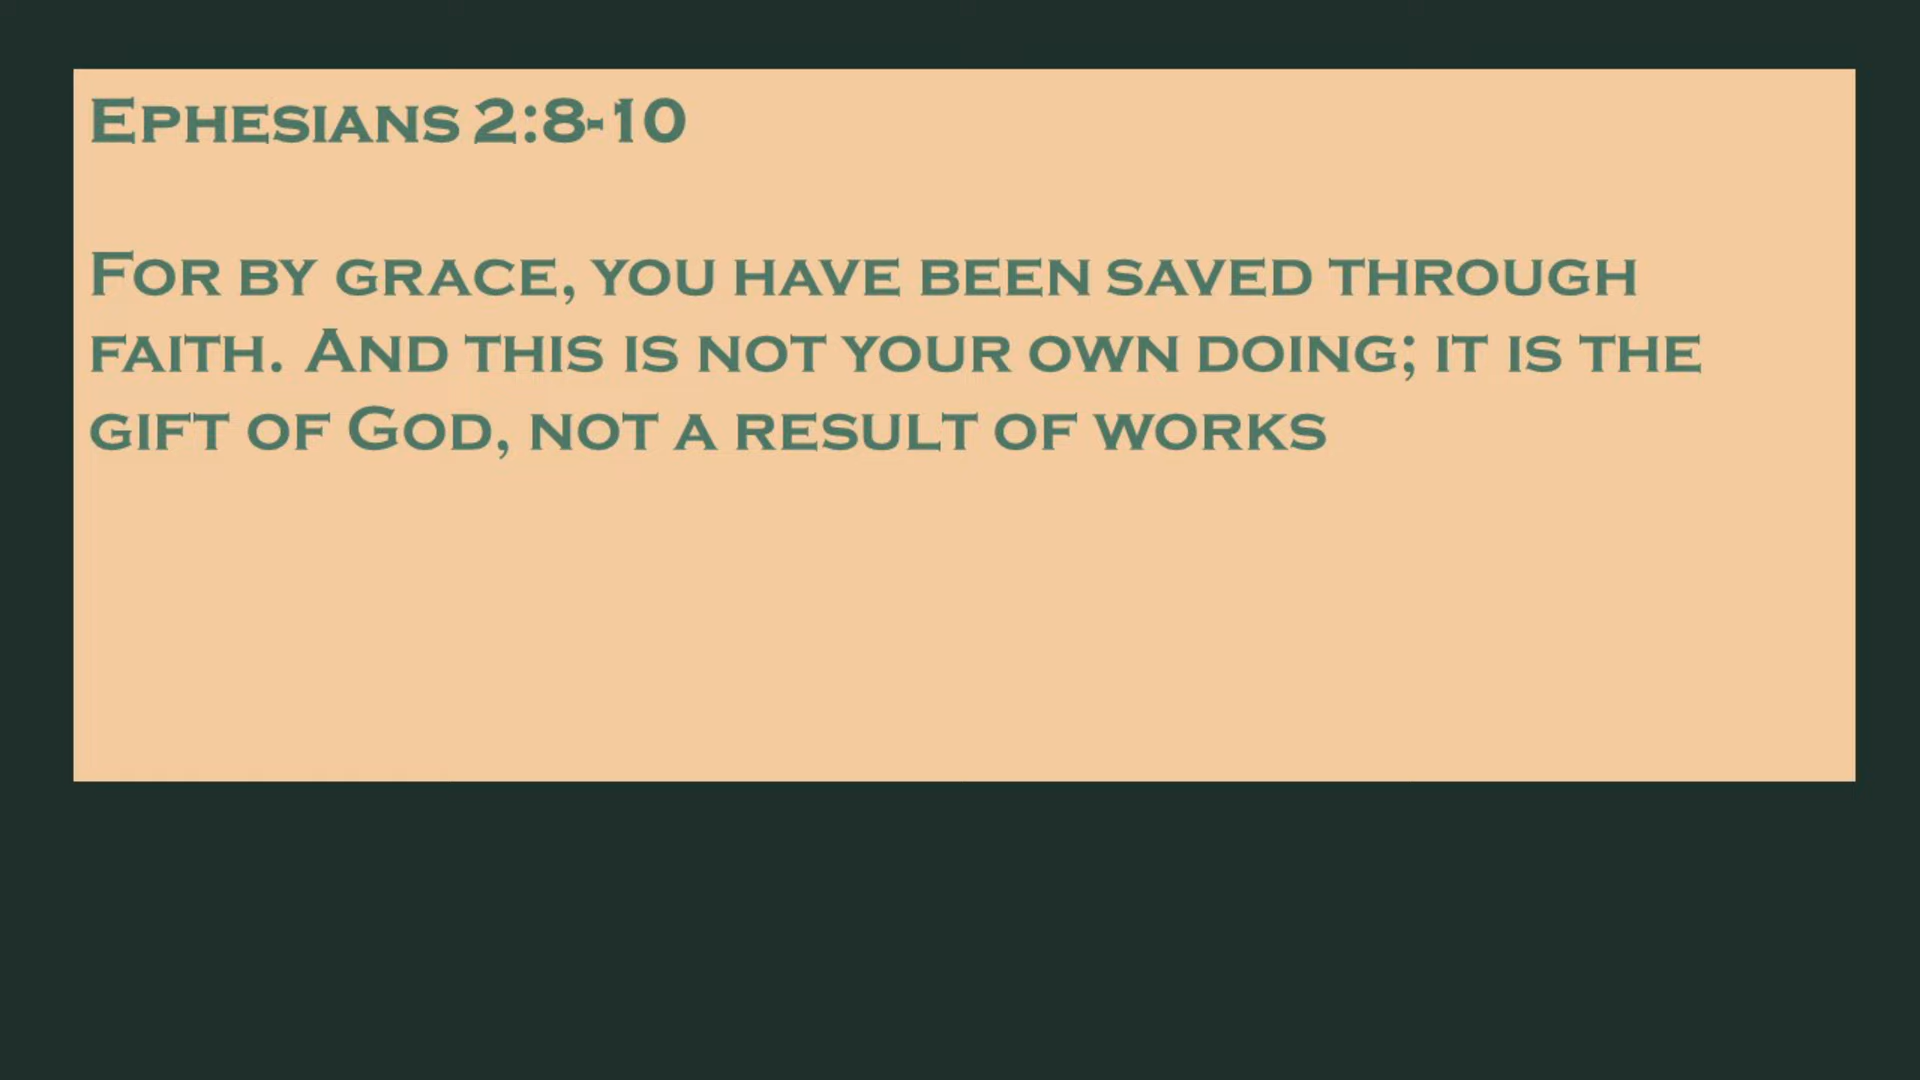 Ephesians 2:8-10
For by grace, you have been saved through
faith. And this is not your own doing; it is the
gift of God, not a result of works